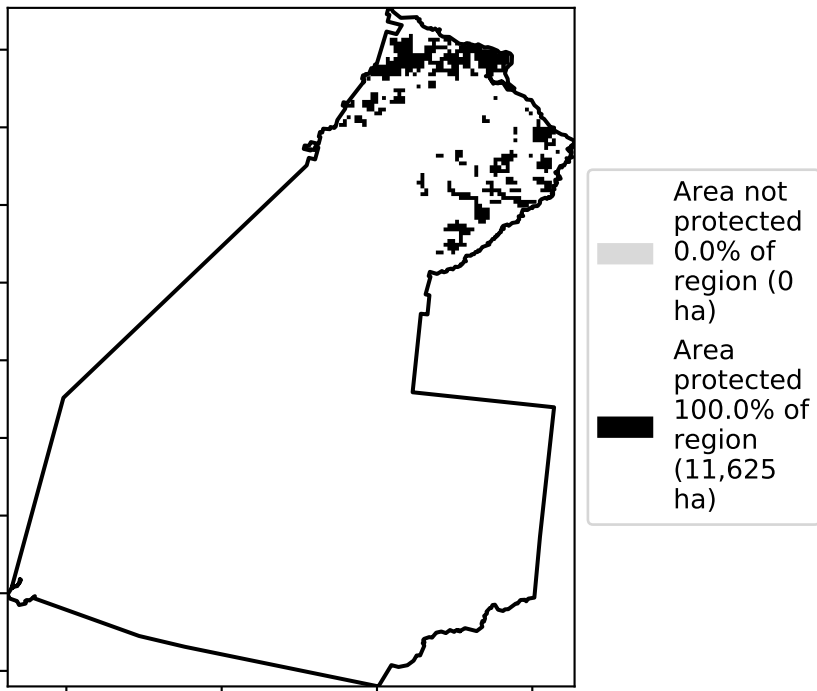 Area not
protected
0.0% of
region (0
ha)
Area
protected
100.0% of
region
(11,625
ha)